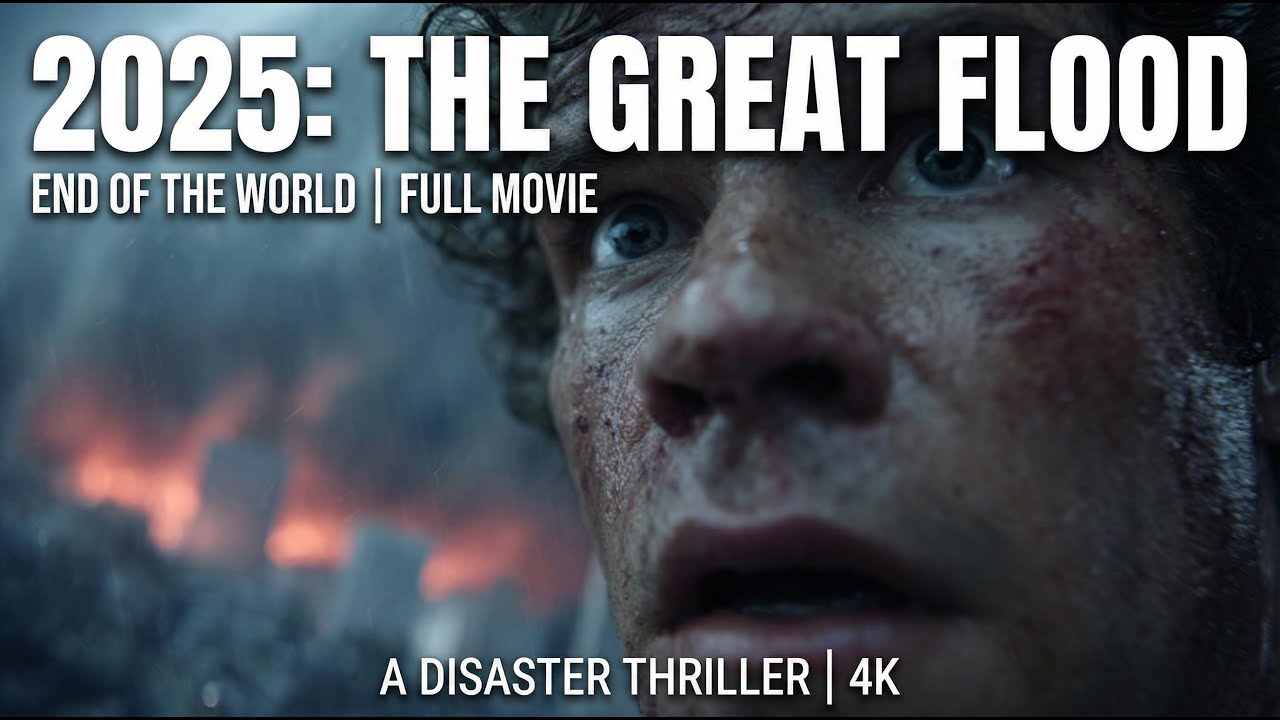 2025: THE GREAT FLOOD
END OF THE WORLD | FULL MOVIE
A DISASTER THRILLER | 4K